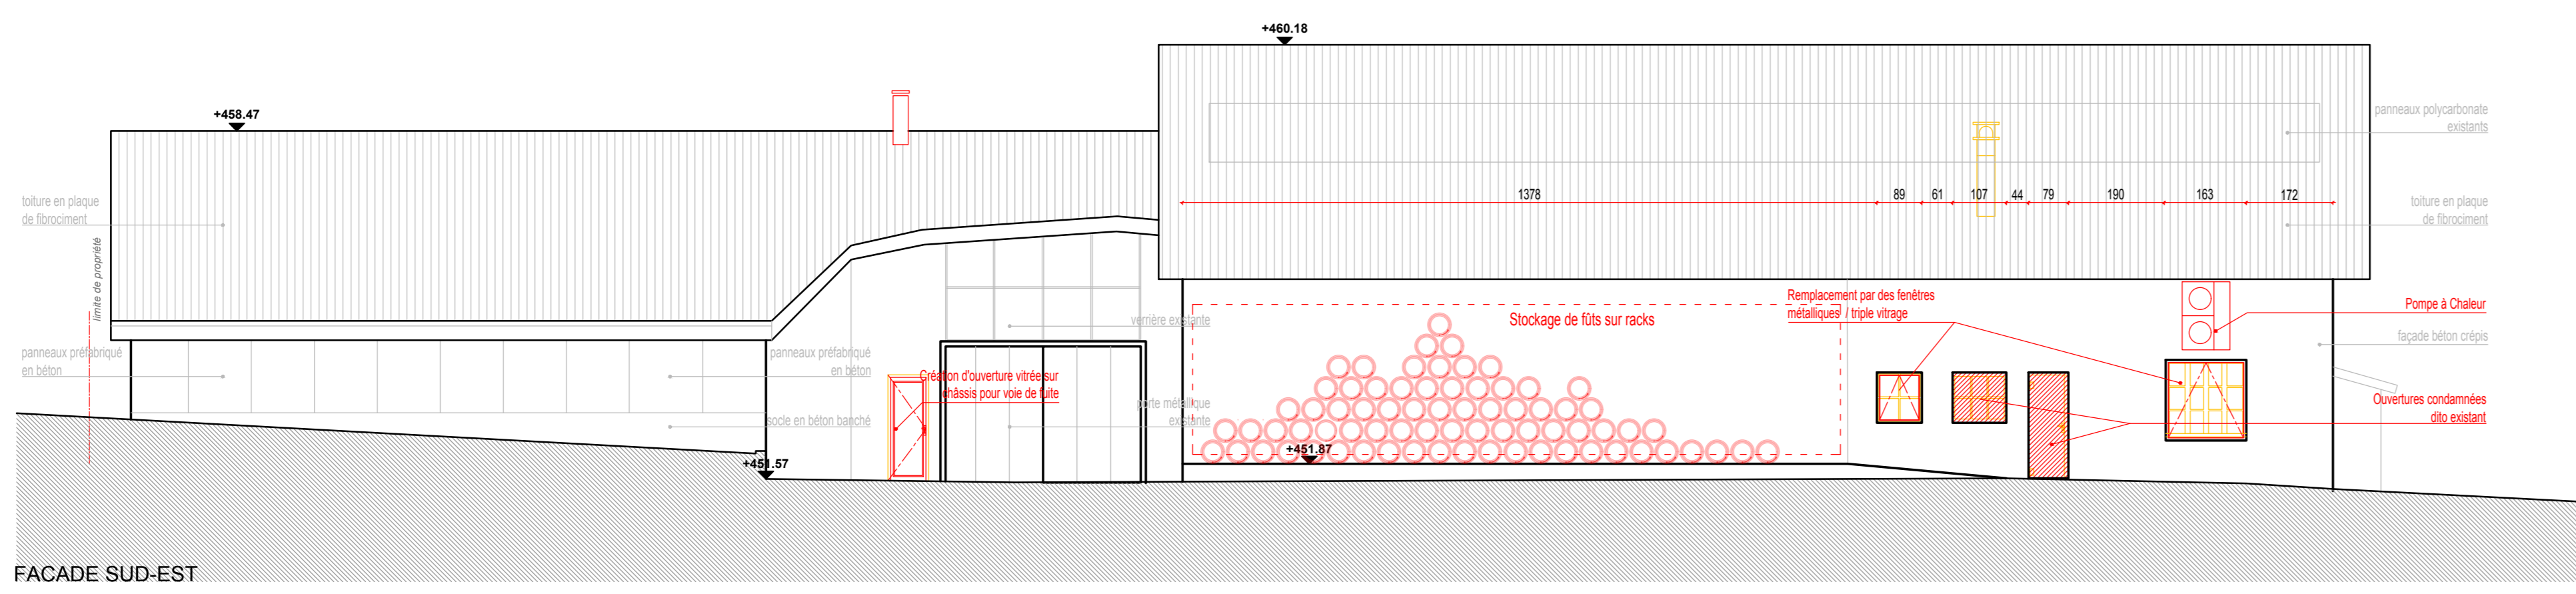 +460.18
+458.47
panneaux polycarbonate
existants
1378
89
61
107
44
79
190
163
172
toiture en plaque
de fibrociment
toiture en plaque
de fibrociment
limite de propriété
Remplacement par des fenêtres
métalliques / triple vitrage
Stockage de fûts sur racks
Pompe à Chaleur
verrière existante
façade béton crépis
panneaux préfabriqué
en béton
panneaux préfabriqué
en béton
Création d'ouverture vitrée sur
châssis pour voie de fuite
porte métallique
existante
Ouvertures condamnées
dito existant
socle en béton banché
+451.87
+451.57
FACADE SUD-EST